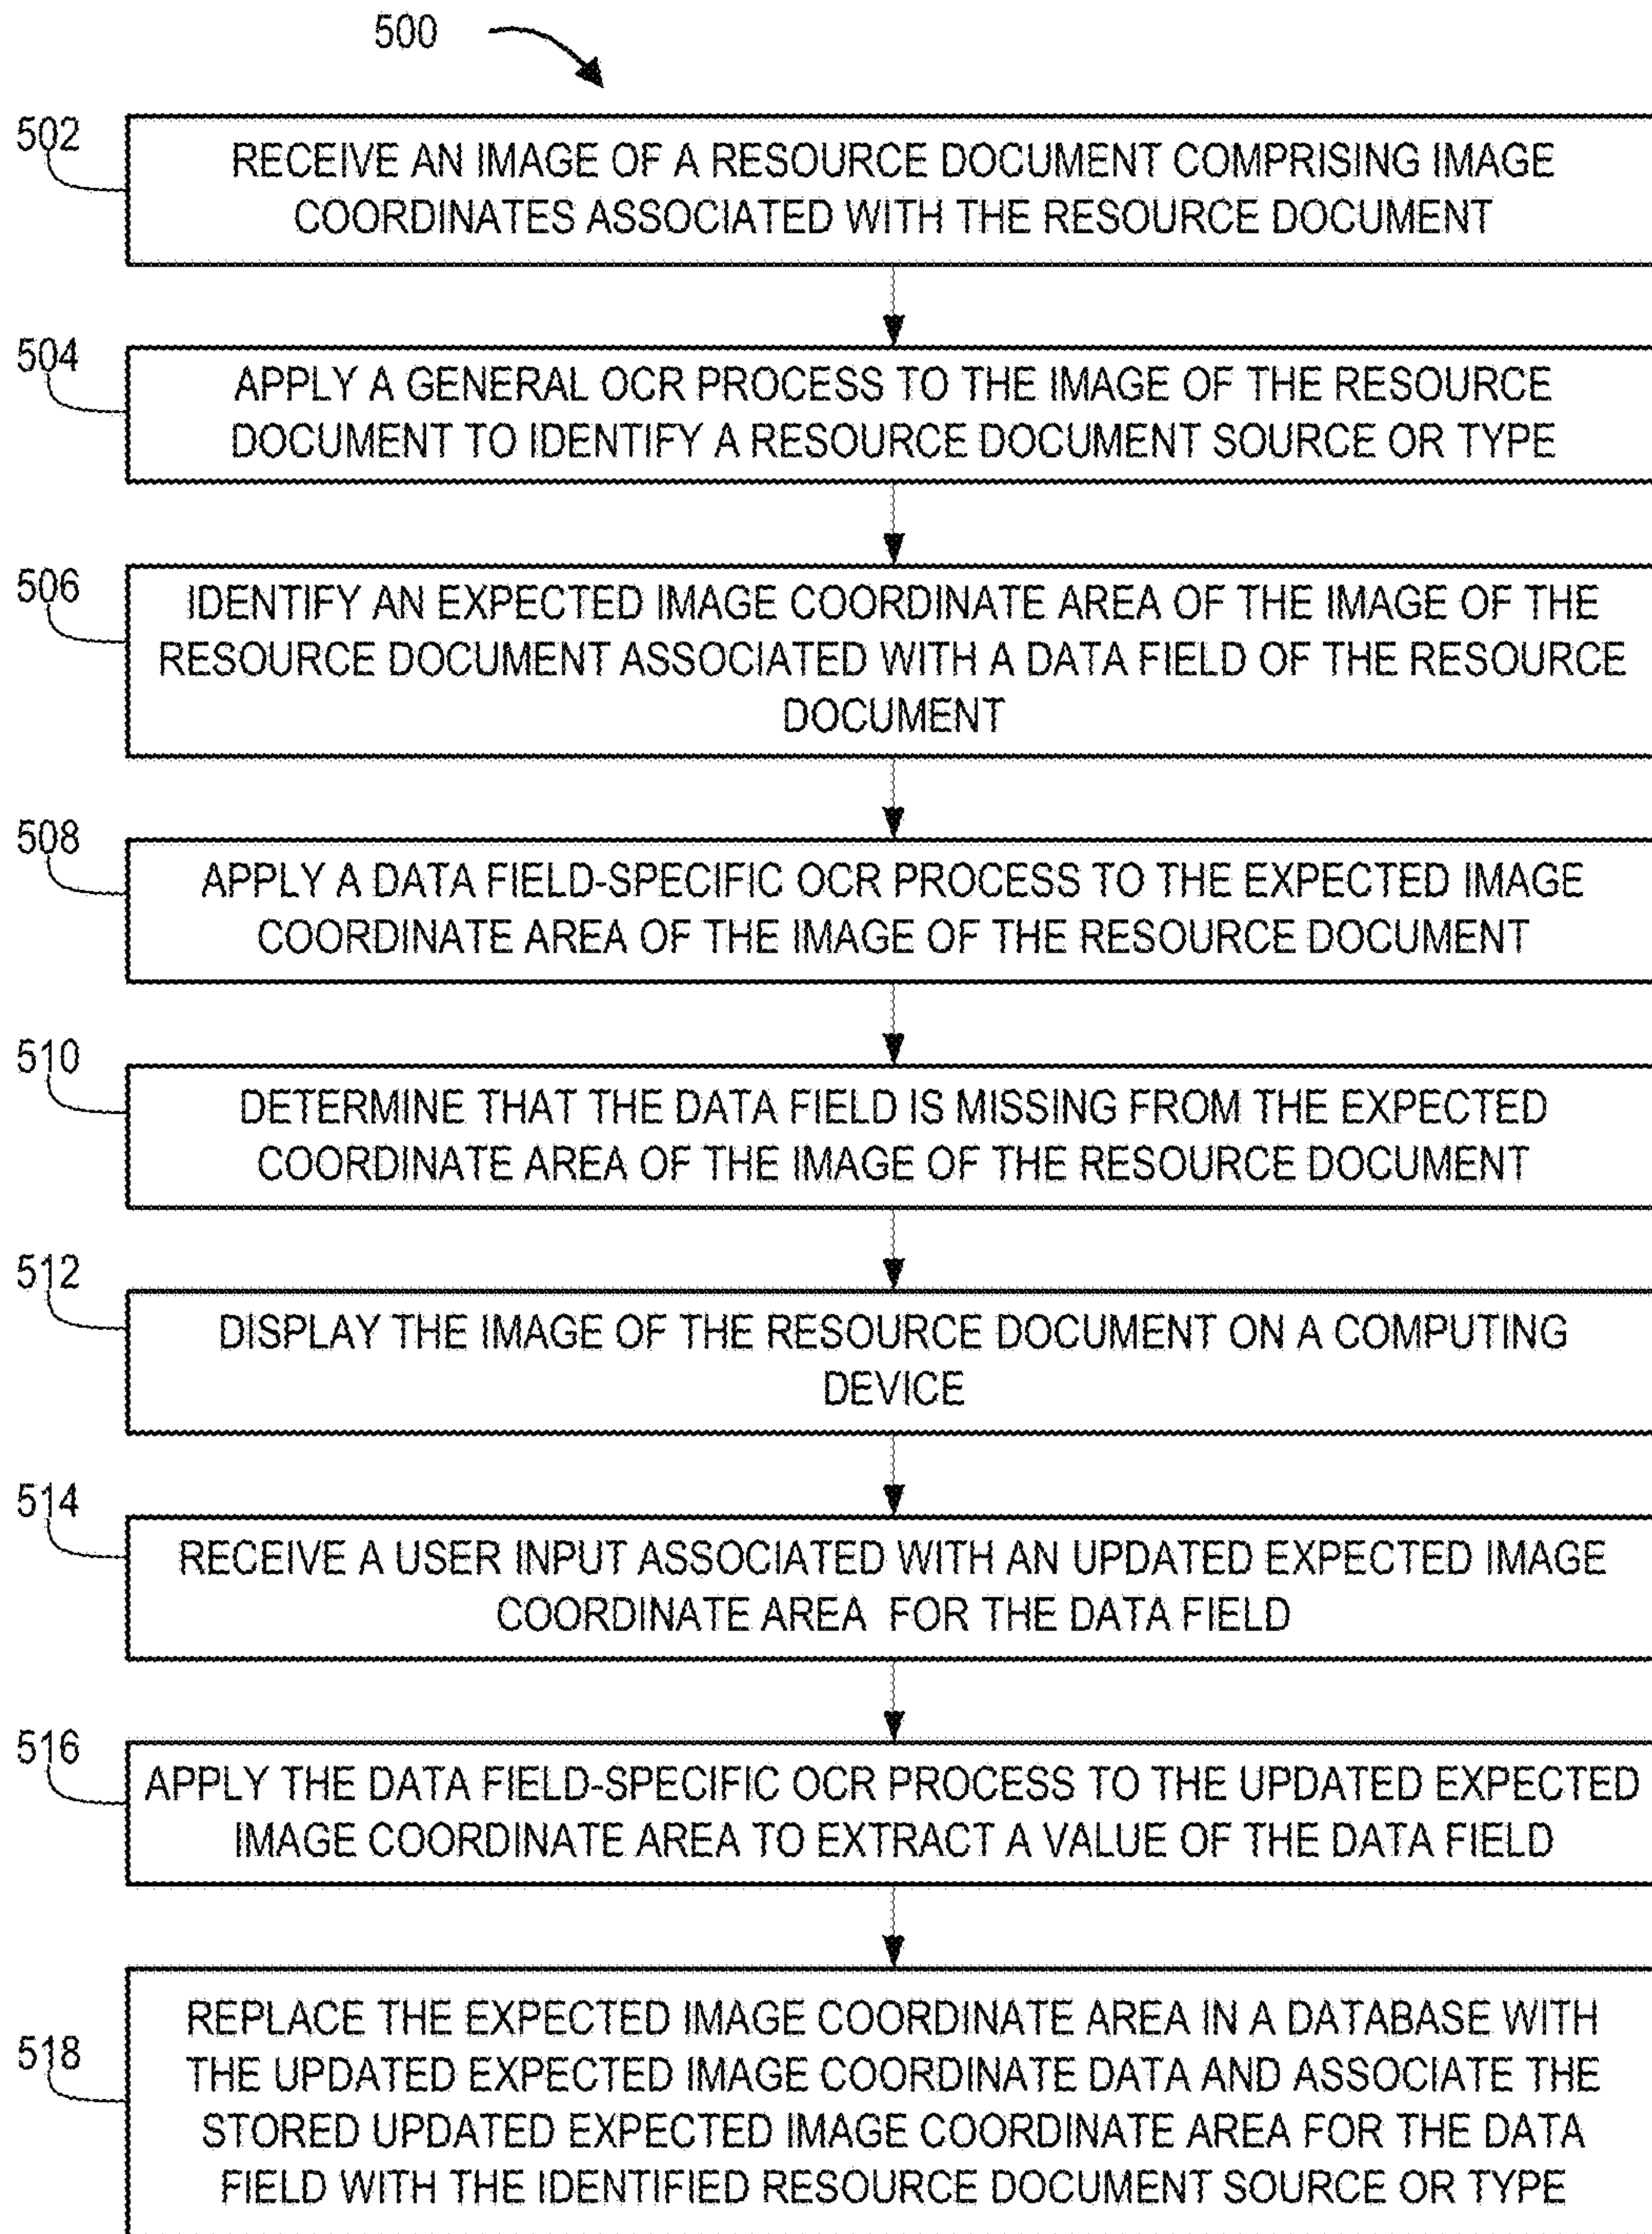 500
502
RECEIVE AN IMAGE OF A RESOURCE DOCUMENT COMPRISING IMAGE
COORDINATES ASSOCIATED WITH THE RESOURCE DOCUMENT
504
APPLY A GENERAL OCR PROCESS TO THE IMAGE OF THE RESOURCE
DOCUMENT TO IDENTIFY A RESOURCE DOCUMENT SOURCE OR TYPE
506
IDENTIFY AN EXPECTED IMAGE COORDINATE AREA OF THE IMAGE OF THE
RESOURCE DOCUMENT ASSOCIATED WITH A DATA FIELD OF THE RESOURCE
DOCUMENT
508
APPLY A DATA FIELD-SPECIFIC OCR PROCESS TO THE EXPECTED IMAGE
COORDINATE AREA OF THE IMAGE OF THE RESOURCE DOCUMENT
510
DETERMINE THAT THE DATA FIELD IS MISSING FROM THE EXPECTED
COORDINATE AREA OF THE IMAGE OF THE RESOURCE DOCUMENT
512
DISPLAY THE IMAGE OF THE RESOURCE DOCUMENT ON A COMPUTING
DEVICE
514
RECEIVE A USER INPUT ASSOCIATED WITH AN UPDATED EXPECTED IMAGE
COORDINATE AREA FOR THE DATA FIELD
516
APPLY THE DATA FIELD-SPECIFIC OCR PROCESS TO THE UPDATED EXPECTED
IMAGE COORDINATE AREA TO EXTRACT A VALUE OF THE DATA FIELD
518
REPLACE THE EXPECTED IMAGE COORDINATE AREA IN A DATABASE WITH
THE UPDATED EXPECTED IMAGE COORDINATE DATA AND ASSOCIATE THE
STORED UPDATED EXPECTED IMAGE COORDINATE AREA FOR THE DATA
FIELD WITH THE IDENTIFIED RESOURCE DOCUMENT SOURCE OR TYPE